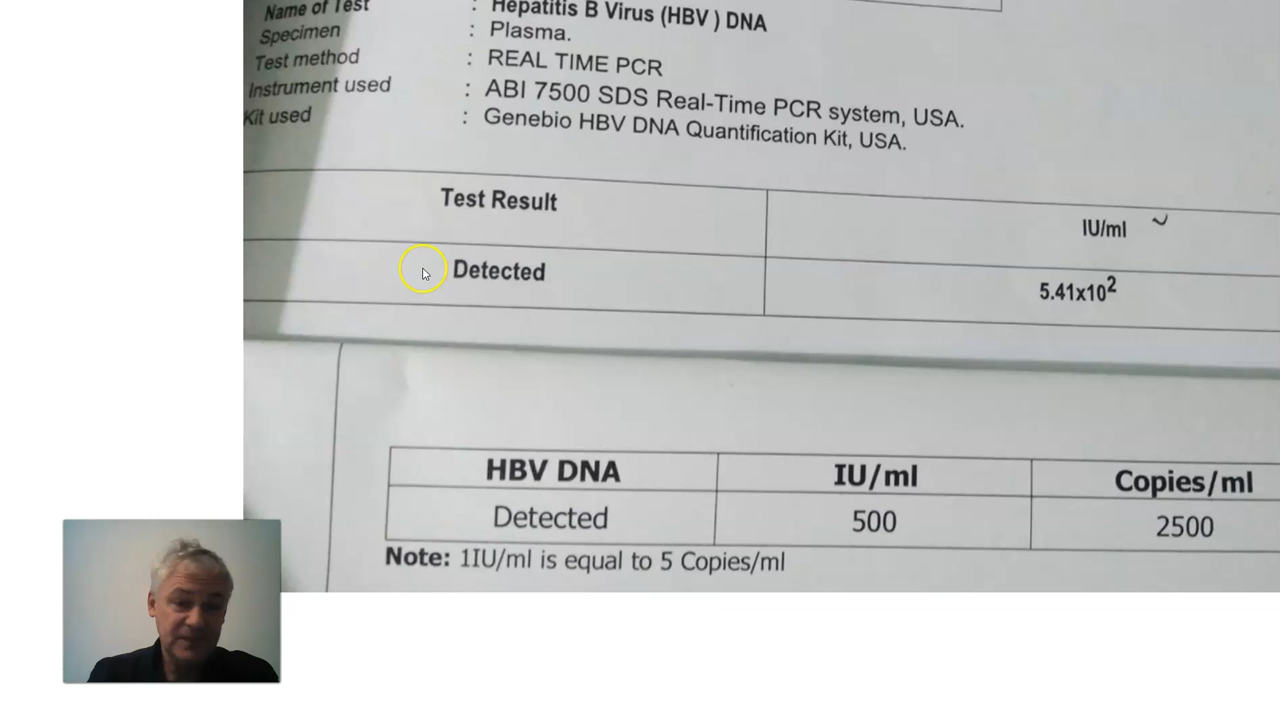 Name of Test : Hepatitis B Virus (HBV ) DNA
Specimen : Plasma.
Test method : REAL TIME PCR
Instrument used : ABI 7500 SDS Real-Time PCR system, USA.
Kit used : Genebio HBV DNA Quantification Kit, USA.
Test Result IU/ml
Detected 5.41x10²
HBV DNA IU/ml Copies/ml
Detected 500 2500
Note: 1IU/ml is equal to 5 Copies/ml